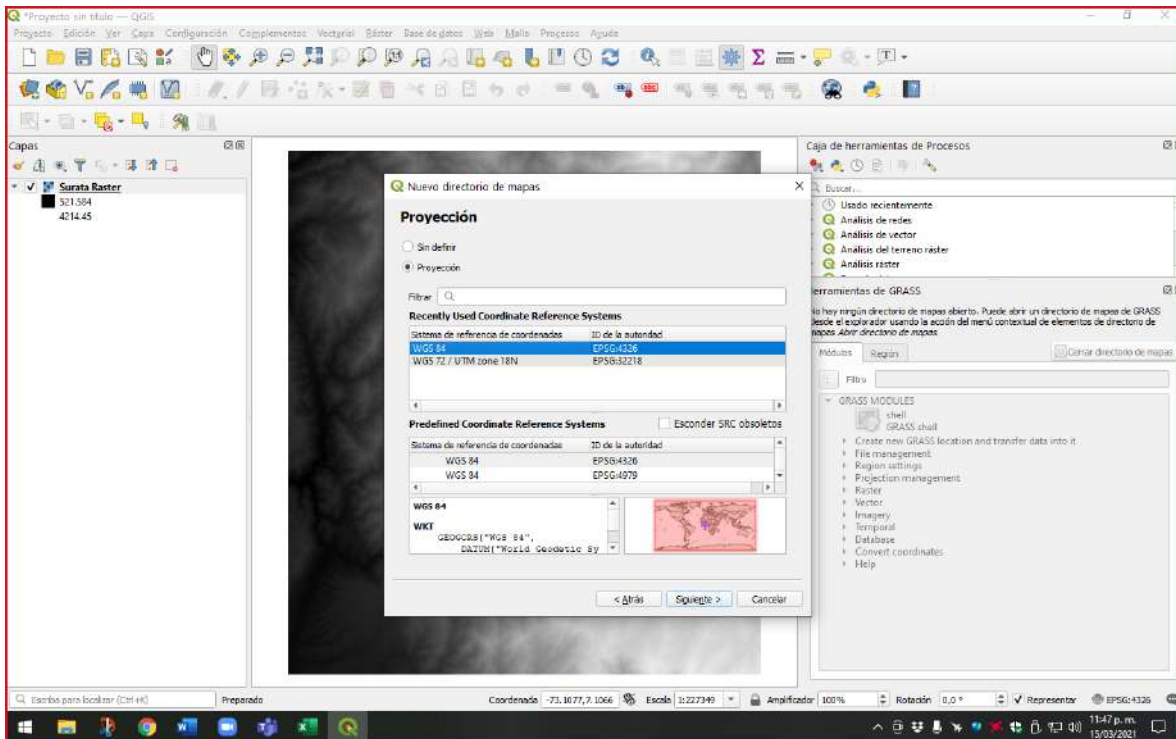 *Proyecto sin título — QGIS
Proyecto Edición Ver Capa Configuración Complementos Vectorial Ráster Base de datos Web Malla Procesos Ayuda
Capas
Surata Raster
521.584
4214.45
Nuevo directorio de mapas
Proyección
Sin definir
Proyección
Filtrar
Recently Used Coordinate Reference Systems
Sistema de referencia de coordenadas ID de la autoridad
WGS 84 EPSG:4326
WGS 72 / UTM zone 18N EPSG:32218
Predefined Coordinate Reference Systems Esconder SRC obsoletos
Sistema de referencia de coordenadas ID de la autoridad
WGS 84 EPSG:4326
WGS 84 EPSG:4979
WGS 84
WKT
GEOGCRS["WGS 84",
DATUM["World Geodetic Sy
< Atrás Siguiente > Cancelar
Caja de herramientas de Procesos
Buscar...
Usado recientemente
Análisis de redes
Análisis de vector
Análisis del terreno ráster
Análisis ráster
erramientas de GRASS
No hay ningún directorio de mapas abierto. Puede abrir un directorio de mapas de GRASS
desde el explorador usando la acción del menú contextual de elementos de directorio de
mapas Abrir directorio de mapas
Módulos Región Cerrar directorio de mapas
Filtro
GRASS MODULES
shell
GRASS shell
Create new GRASS location and transfer data into it
File management
Region settings
Projection management
Raster
Vector
Imagery
Temporal
Database
Convert coordinates
Help
Escriba para localizar (Ctrl+K) Preparado Coordenada -73.1077,7.1066 Escala 1:227349 Amplificador 100% Rotación 0,0 ° Representar EPSG:4326
11:47 p. m.
15/03/2021